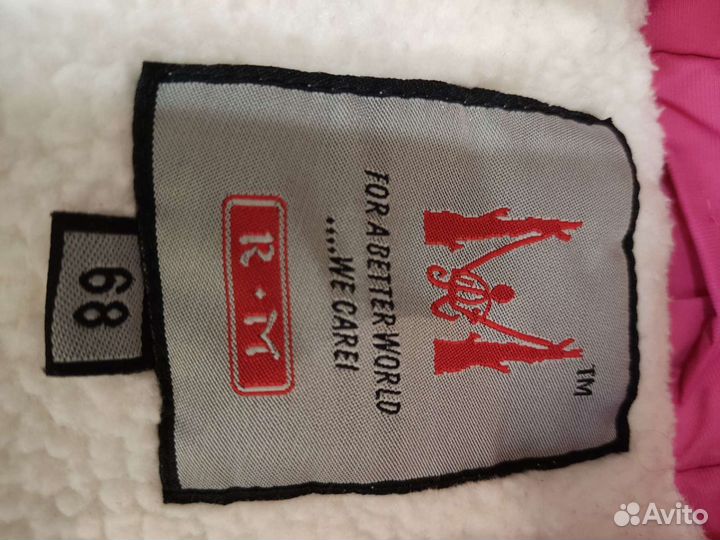 TM
FOR A BETTER WORLD
.....WE CARE!
R·M
68
Avito